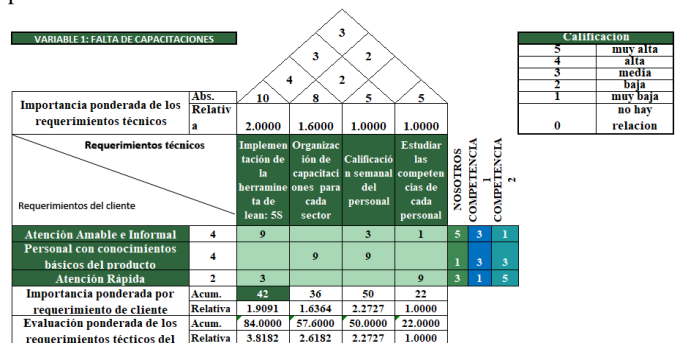 VARIABLE 1: FALTA DE CAPACITACIONES
Calificacion
5 muy alta
4 alta
3 media
2 baja
1 muy baja
0 no hay relacion
3
3 2
4 2
Importancia ponderada de los requerimientos técnicos
Abs. 10 8 5 5
Relativa 2.0000 1.6000 1.0000 1.0000
Requerimientos técnicos
Requerimientos del cliente
Implementación de la herramineta de lean: 5S
Organización de capacitaciones para cada sector
Calificación semanal del personal
Estudiar las competencias de cada personal
NOSOTROS
COMPETENCIA 1
COMPETENCIA 2
Atención Amable e Informal 4 9 3 1 5 3 1
Personal con conocimientos básicos del producto 4 9 9 1 3 3
Atención Rápida 2 3 9 3 1 5
Importancia ponderada por requerimiento de cliente
Acum. 42 36 50 22
Relativa 1.9091 1.6364 2.2727 1.0000
Evaluación ponderada de los requerimientos técticos del
Acum. 84.0000 57.6000 50.0000 22.0000
Relativa 3.8182 2.6182 2.2727 1.0000